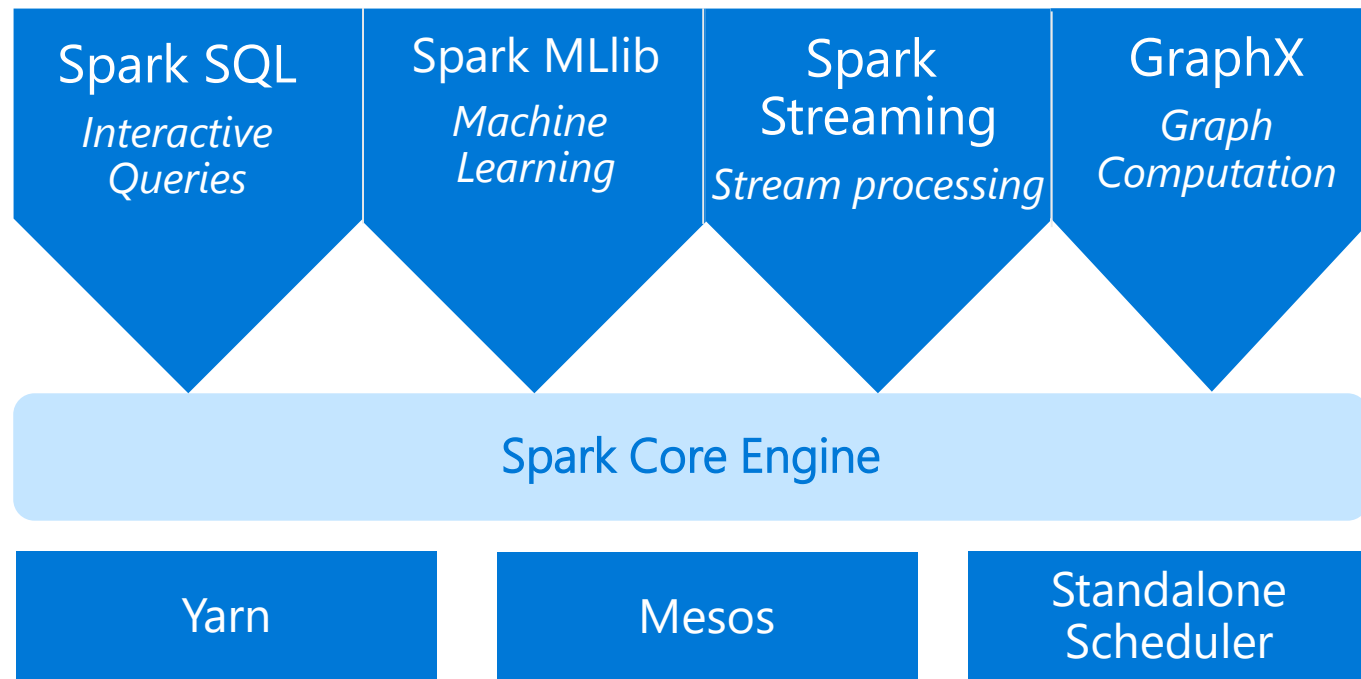 Spark SQL
Interactive
Queries
Spark MLlib
Machine
Learning
Spark
Streaming
Stream processing
GraphX
Graph
Computation
Spark Core Engine
Yarn
Mesos
Standalone
Scheduler